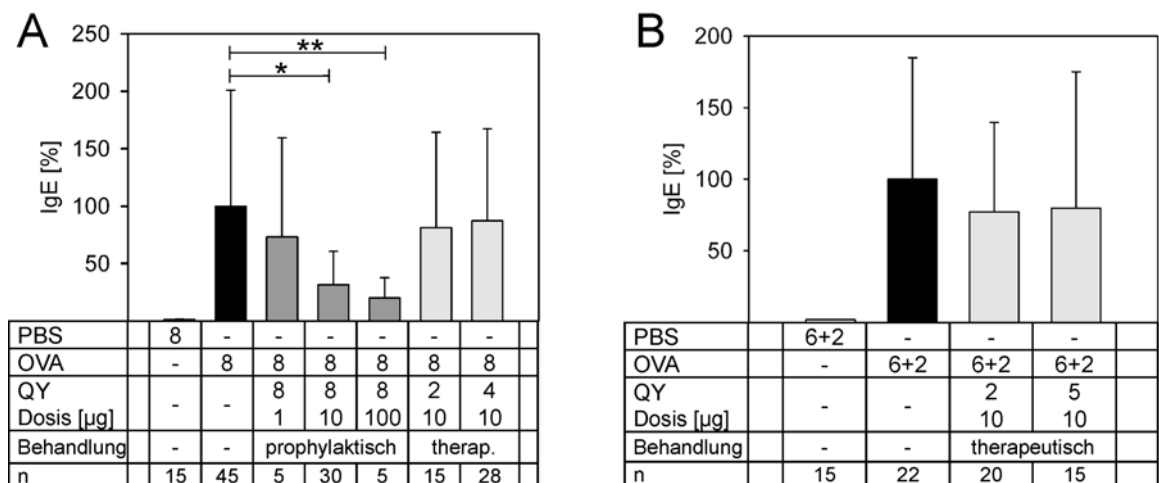 A
250
200
150
100
50
IgE [%]
**
*
PBS 8 - - - - - -
OVA - 8 8 8 8 8 8
QY - - 8 8 8 2 4
Dosis [µg] 1 10 100 10 10
Behandlung - - prophylaktisch therap.
n 15 45 5 30 5 15 28
B
200
150
100
50
IgE [%]
PBS 6+2 - - -
OVA - 6+2 6+2 6+2
QY - - 2 5
Dosis [µg] 10 10
Behandlung - - therapeutisch
n 15 22 20 15